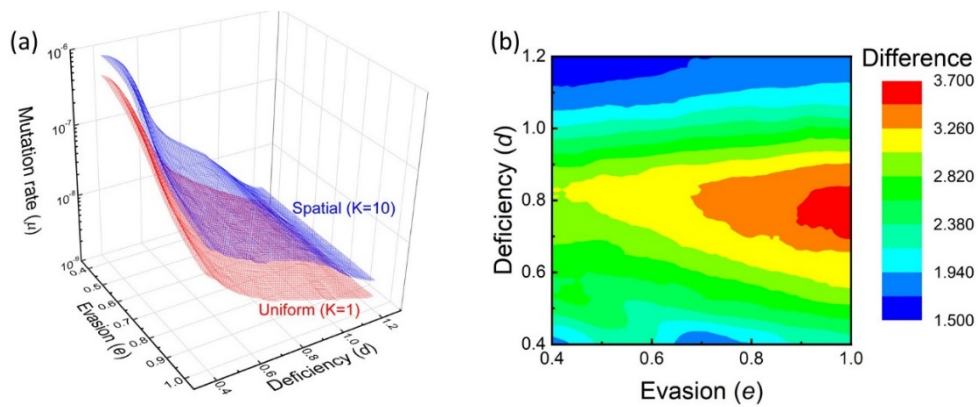 (a)
10⁻⁶
10⁻⁷
10⁻⁸
10⁻⁹
Mutation rate (μ)
Spatial (K=10)
Uniform (K=1)
0.4
0.5
0.6
0.7
0.8
0.9
1.0
Evasion (e)
0.4
0.6
0.8
1.0
1.2
Deficiency (d)
(b)
1.2
1.0
0.8
0.6
0.4
Deficiency (d)
0.4 0.6 0.8 1.0
Evasion (e)
Difference
3.700
3.260
2.820
2.380
1.940
1.500